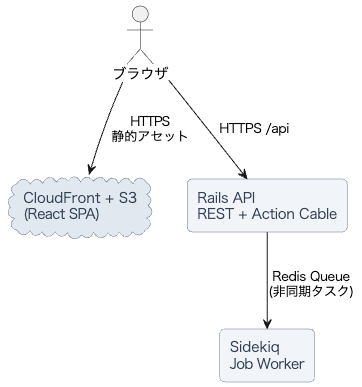 ブラウザ
HTTPS
静的アセット
HTTPS /api
CloudFront + S3
(React SPA)
Rails API
REST + Action Cable
Redis Queue
(非同期タスク)
Sidekiq
Job Worker